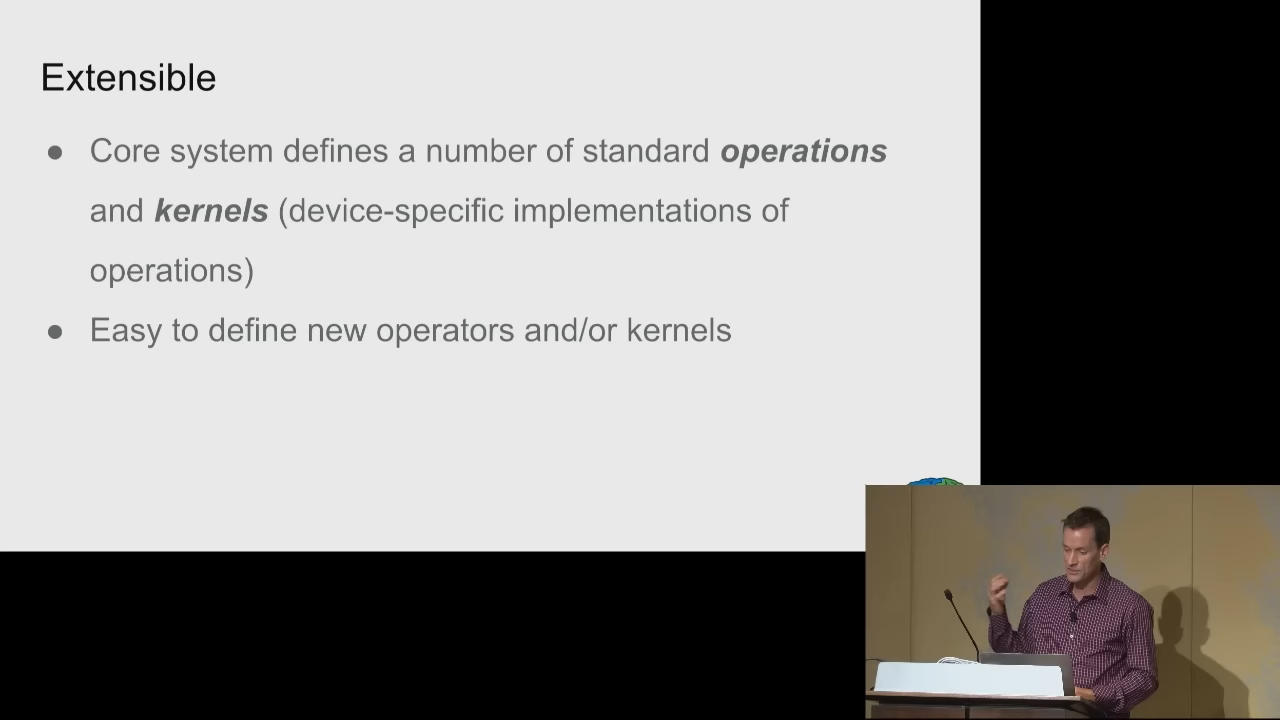 Extensible
● Core system defines a number of standard operations
and kernels (device-specific implementations of
operations)
● Easy to define new operators and/or kernels